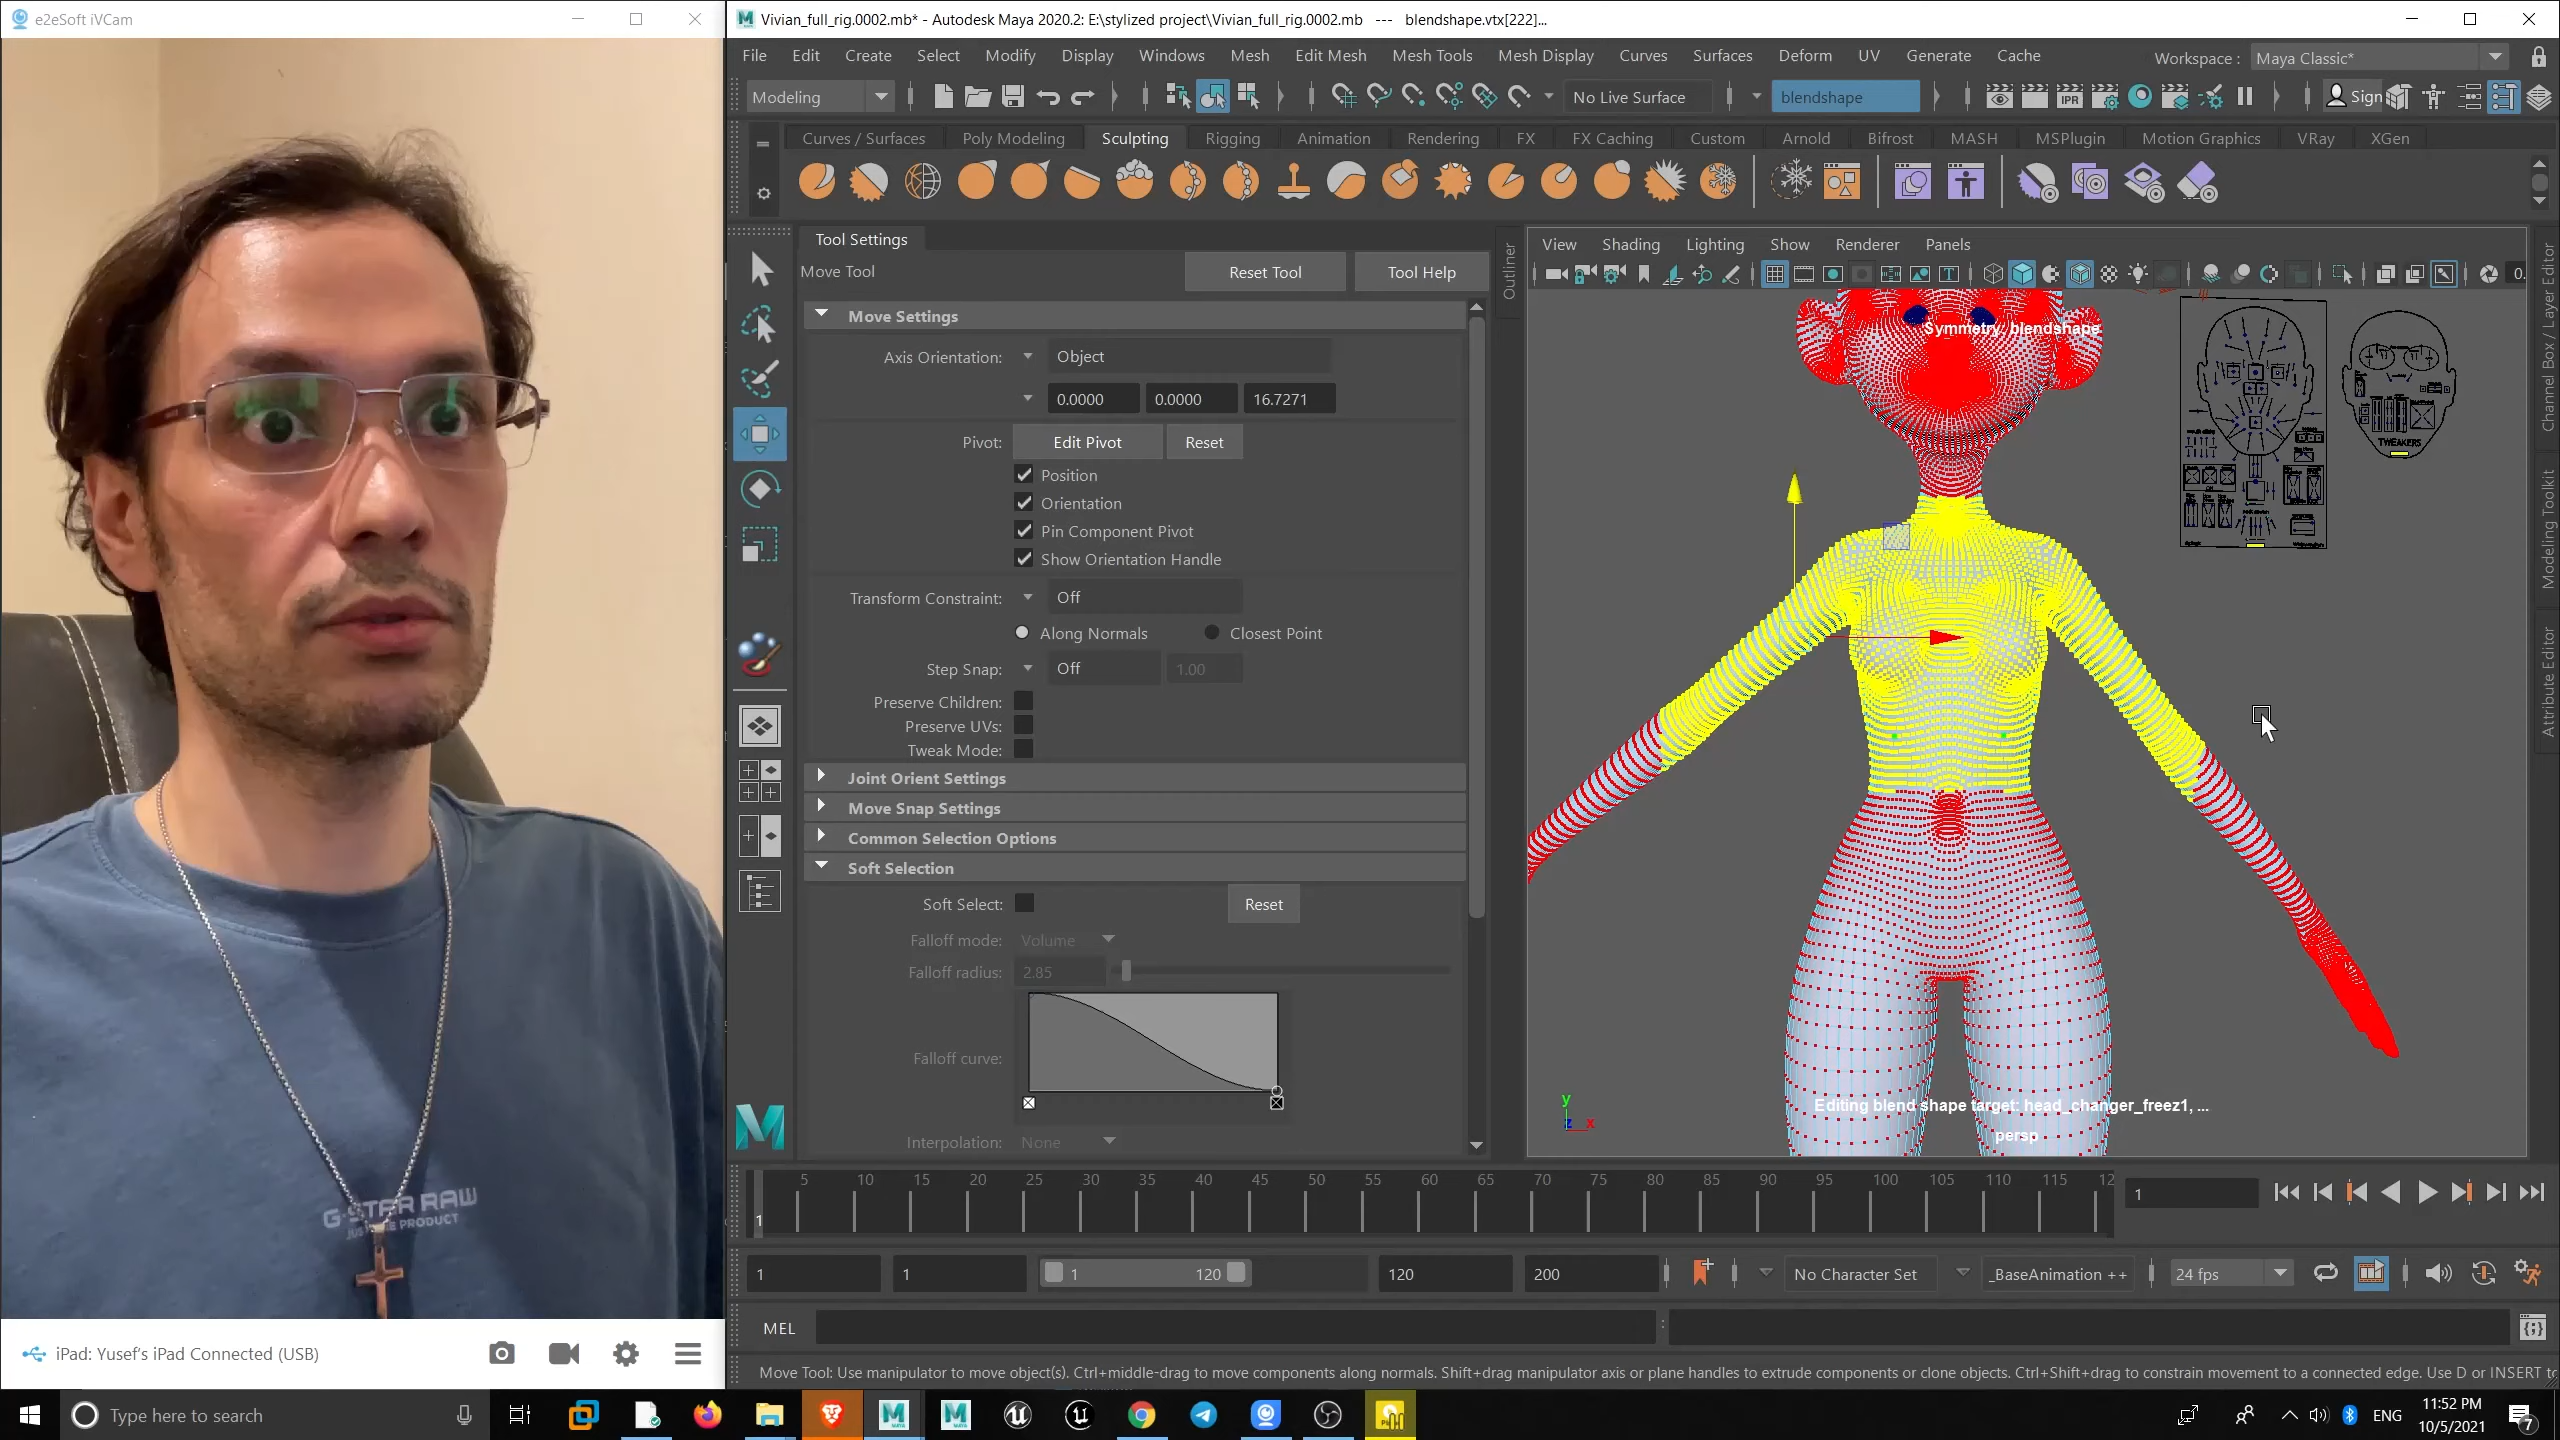 e2eSoft iVCam
Vivian_full_rig.0002.mb* - Autodesk Maya 2020.2: E:\stylized project\Vivian_full_rig.0002.mb --- blendshape.vtx[222]...
File Edit Create Select Modify Display Windows Mesh Edit Mesh Mesh Tools Mesh Display Curves Surfaces Deform UV Generate Cache
Workspace : Maya Classic*
Modeling
No Live Surface
blendshape
IPR
Sign
Curves / Surfaces Poly Modeling Sculpting Rigging Animation Rendering FX FX Caching Custom Arnold Bifrost MASH MSPlugin Motion Graphics VRay XGen
Tool Settings
Move Tool
Reset Tool
Tool Help
Move Settings
Axis Orientation: Object
0.0000 0.0000 16.7271
Pivot: Edit Pivot Reset
Position
Orientation
Pin Component Pivot
Show Orientation Handle
Transform Constraint: Off
Along Normals Closest Point
Step Snap: Off 1.00
Preserve Children:
Preserve UVs:
Tweak Mode:
Joint Orient Settings
Move Snap Settings
Common Selection Options
Soft Selection
Soft Select: Reset
Falloff mode: Volume
Falloff radius: 2.85
Falloff curve:
Interpolation: None
Outliner
View Shading Lighting Show Renderer Panels
0.
Symmetry, blendshape
TWEAKERS
Editing blend shape target: head_changer_freez1, ...
persp
y
z x
Channel Box / Layer Editor
Modeling Toolkit
Attribute Editor
5 10 15 20 25 30 35 40 45 50 55 60 65 70 75 80 85 90 95 100 105 110 115 12
1
1
1 1 1 120 120 200
No Character Set
_BaseAnimation ++
24 fps
MEL
Move Tool: Use manipulator to move object(s). Ctrl+middle-drag to move components along normals. Shift+drag manipulator axis or plane handles to extrude components or clone objects. Ctrl+Shift+drag to constrain movement to a connected edge. Use D or INSERT to
G-STAR RAW
iPad: Yusef's iPad Connected (USB)
Type here to search
ENG
11:52 PM
10/5/2021
7